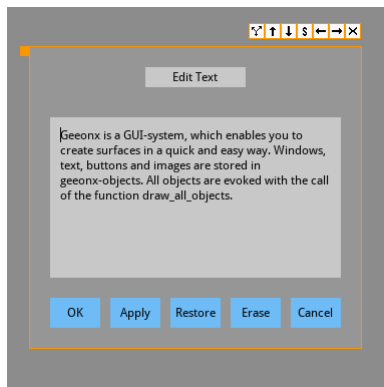 S
Edit Text
Geeonx is a GUI-system, which enables you to
create surfaces in a quick and easy way. Windows,
text, buttons and images are stored in
geeonx-objects. All objects are evoked with the call
of the function draw_all_objects.
OK Apply Restore Erase Cancel